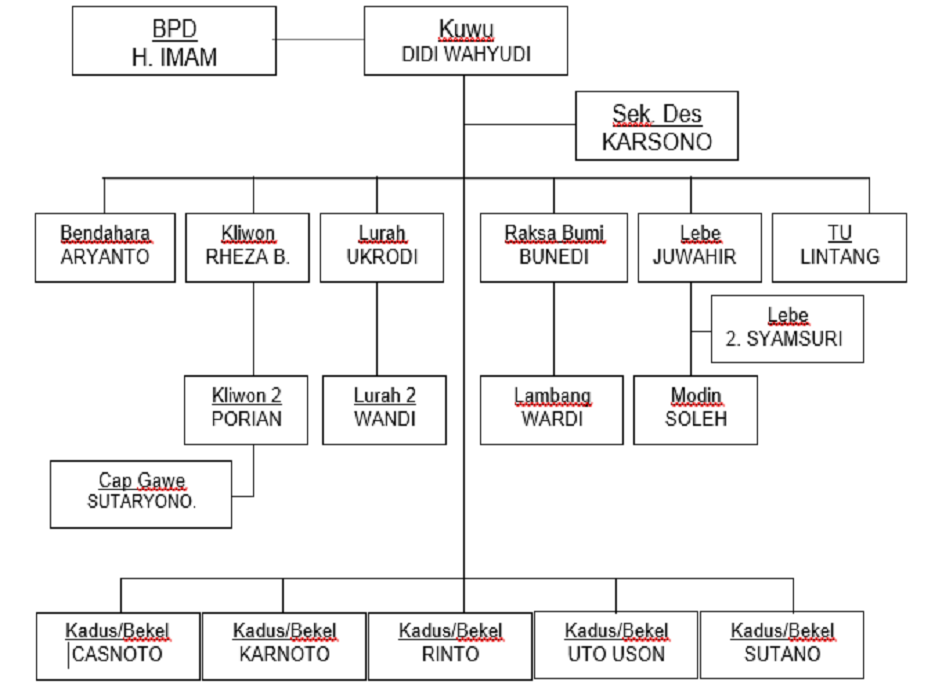 BPD
H. IMAM
Kuwu
DIDI WAHYUDI
Sek. Des
KARSONO
Bendahara
ARYANTO
Kliwon
RHEZA B.
Lurah
UKRODI
Raksa Bumi
BUNEDI
Lebe
JUWAHIR
TU
LINTANG
Lebe
2. SYAMSURI
Kliwon 2
PORIAN
Lurah 2
WANDI
Lambang
WARDI
Modin
SOLEH
Cap Gawe
SUTARYONO.
Kadus/Bekel
CASNOTO
Kadus/Bekel
KARNOTO
Kadus/Bekel
RINTO
Kadus/Bekel
UTO USON
Kadus/Bekel
SUTANO